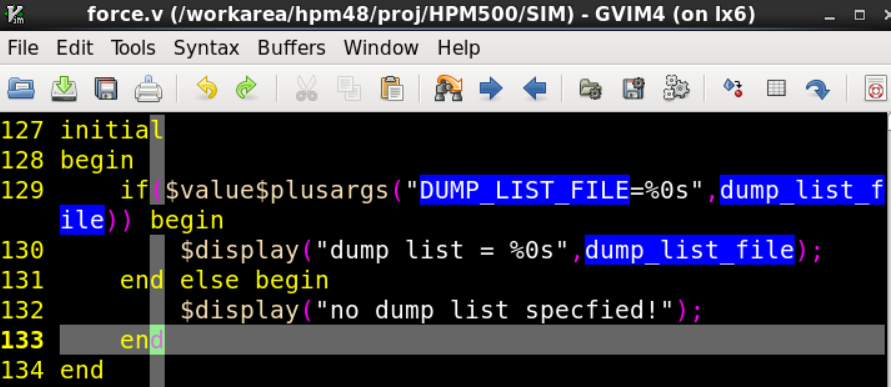 force.v (/workarea/hpm48/proj/HPM500/SIM) - GVIM4 (on lx6)
File Edit Tools Syntax Buffers Window Help
127 initial
128 begin
129     if($value$plusargs("DUMP_LIST_FILE=%0s",dump_list_f
ile)) begin
130         $display("dump list = %0s",dump_list_file);
131     end else begin
132         $display("no dump list specfied!");
133     end
134 end